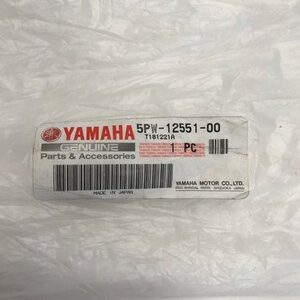 YAMAHA
GENUINE
Parts & Accessories
5PW-12551-00
T181221A
1 PC
MADE IN JAPAN
YAMAHA MOTOR CO.,LTD.